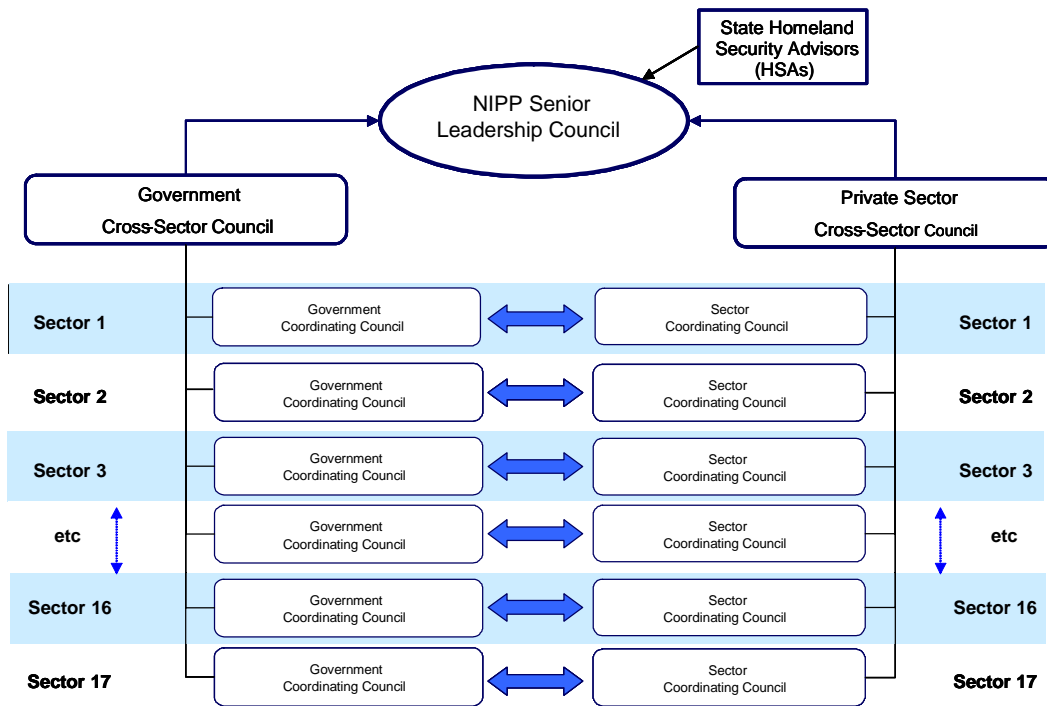 State Homeland
Security Advisors
(HSAs)
NIPP Senior
Leadership Council
Government
Cross-Sector Council
Private Sector
Cross-Sector Council
Sector 1
Government
Coordinating Council
Sector
Coordinating Council
Sector 1
Sector 2
Government
Coordinating Council
Sector
Coordinating Council
Sector 2
Sector 3
Government
Coordinating Council
Sector
Coordinating Council
Sector 3
etc
Government
Coordinating Council
Sector
Coordinating Council
etc
Sector 16
Government
Coordinating Council
Sector
Coordinating Council
Sector 16
Sector 17
Government
Coordinating Council
Sector
Coordinating Council
Sector 17